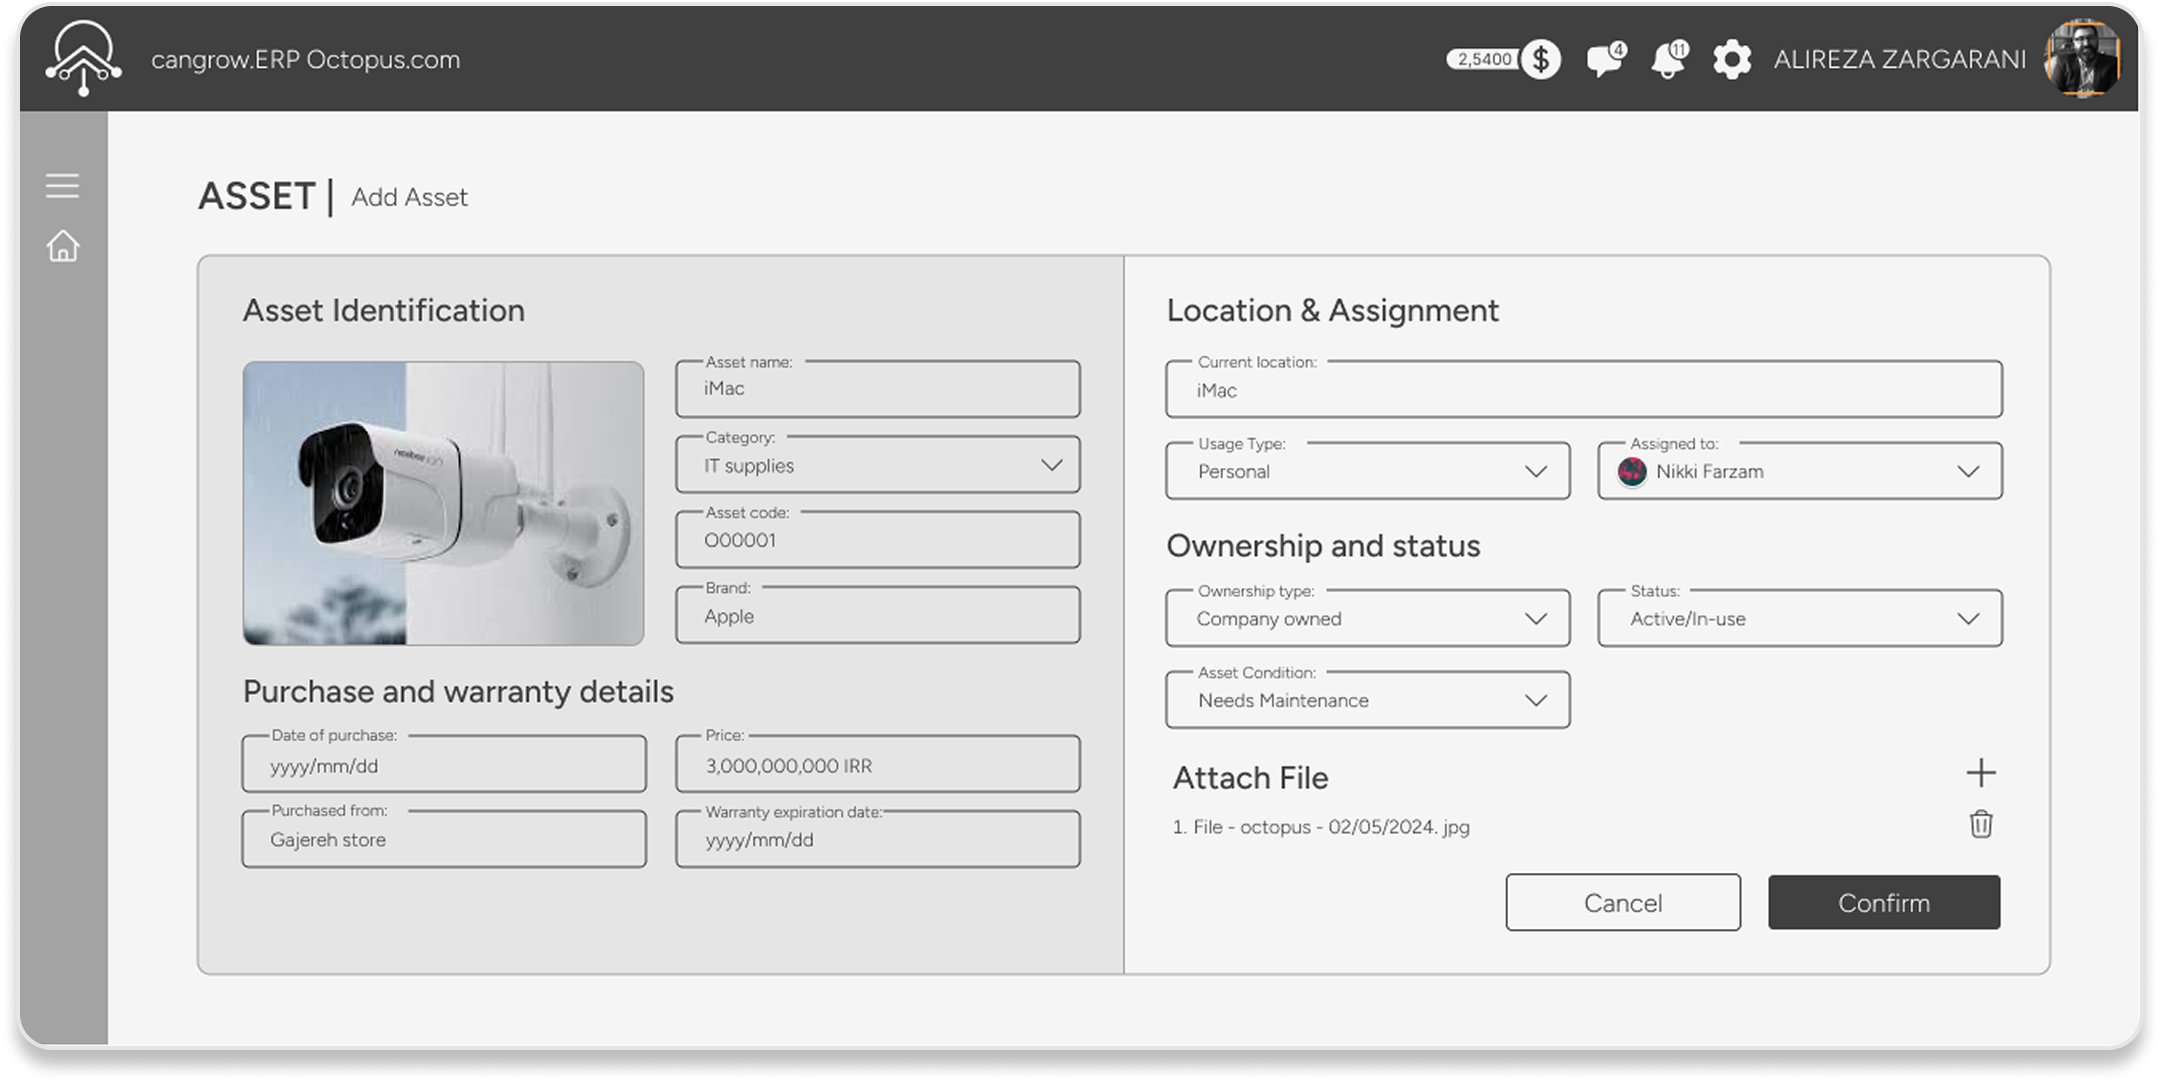 cangrow.ERP Octopus.com
2,5400
$
4
11
ALIREZA ZARGARANI
ASSET | Add Asset
Asset Identification
Asset name:
iMac
Category:
IT supplies
Asset code:
O00001
Brand:
Apple
Purchase and warranty details
Date of purchase:
yyyy/mm/dd
Price:
3,000,000,000 IRR
Purchased from:
Gajereh store
Warranty expiration date:
yyyy/mm/dd
Location & Assignment
Current location:
iMac
Usage Type:
Personal
Assigned to:
Nikki Farzam
Ownership and status
Ownership type:
Company owned
Status:
Active/In-use
Asset Condition:
Needs Maintenance
Attach File
1. File - octopus - 02/05/2024. jpg
Cancel
Confirm